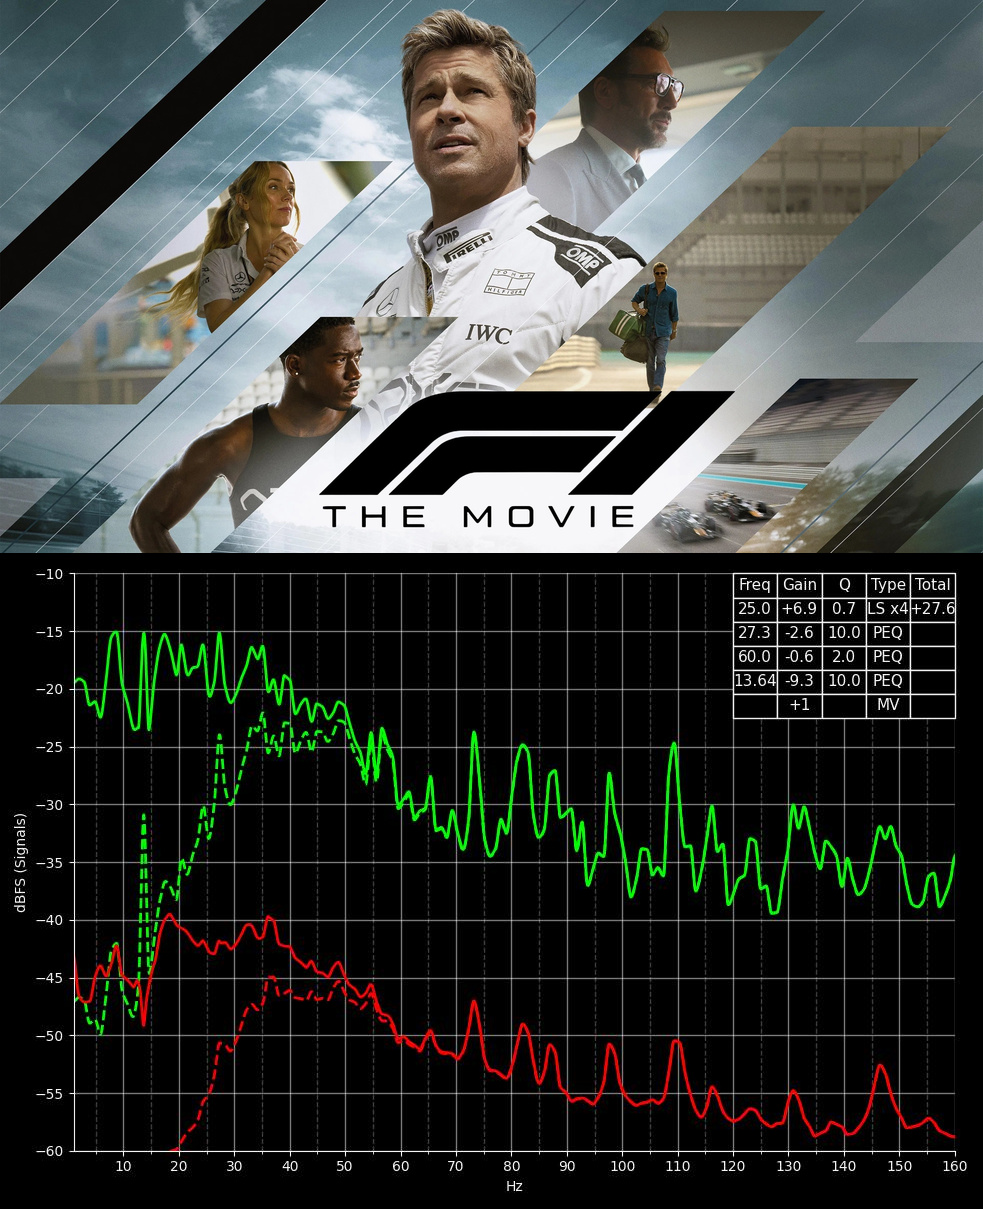 OMP
PIRELLI
OMP
TOMMY
HILFIGER
IWC
F1
THE MOVIE
Freq Gain Q Type Total
25.0 +6.9 0.7 LS x4 +27.6
27.3 -2.6 10.0 PEQ
60.0 -0.6 2.0 PEQ
13.64 -9.3 10.0 PEQ
+1 MV
−10
−15
−20
−25
−30
−35
−40
−45
−50
−55
−60
dBFS (Signals)
10 20 30 40 50 60 70 80 90 100 110 120 130 140 150 160
Hz